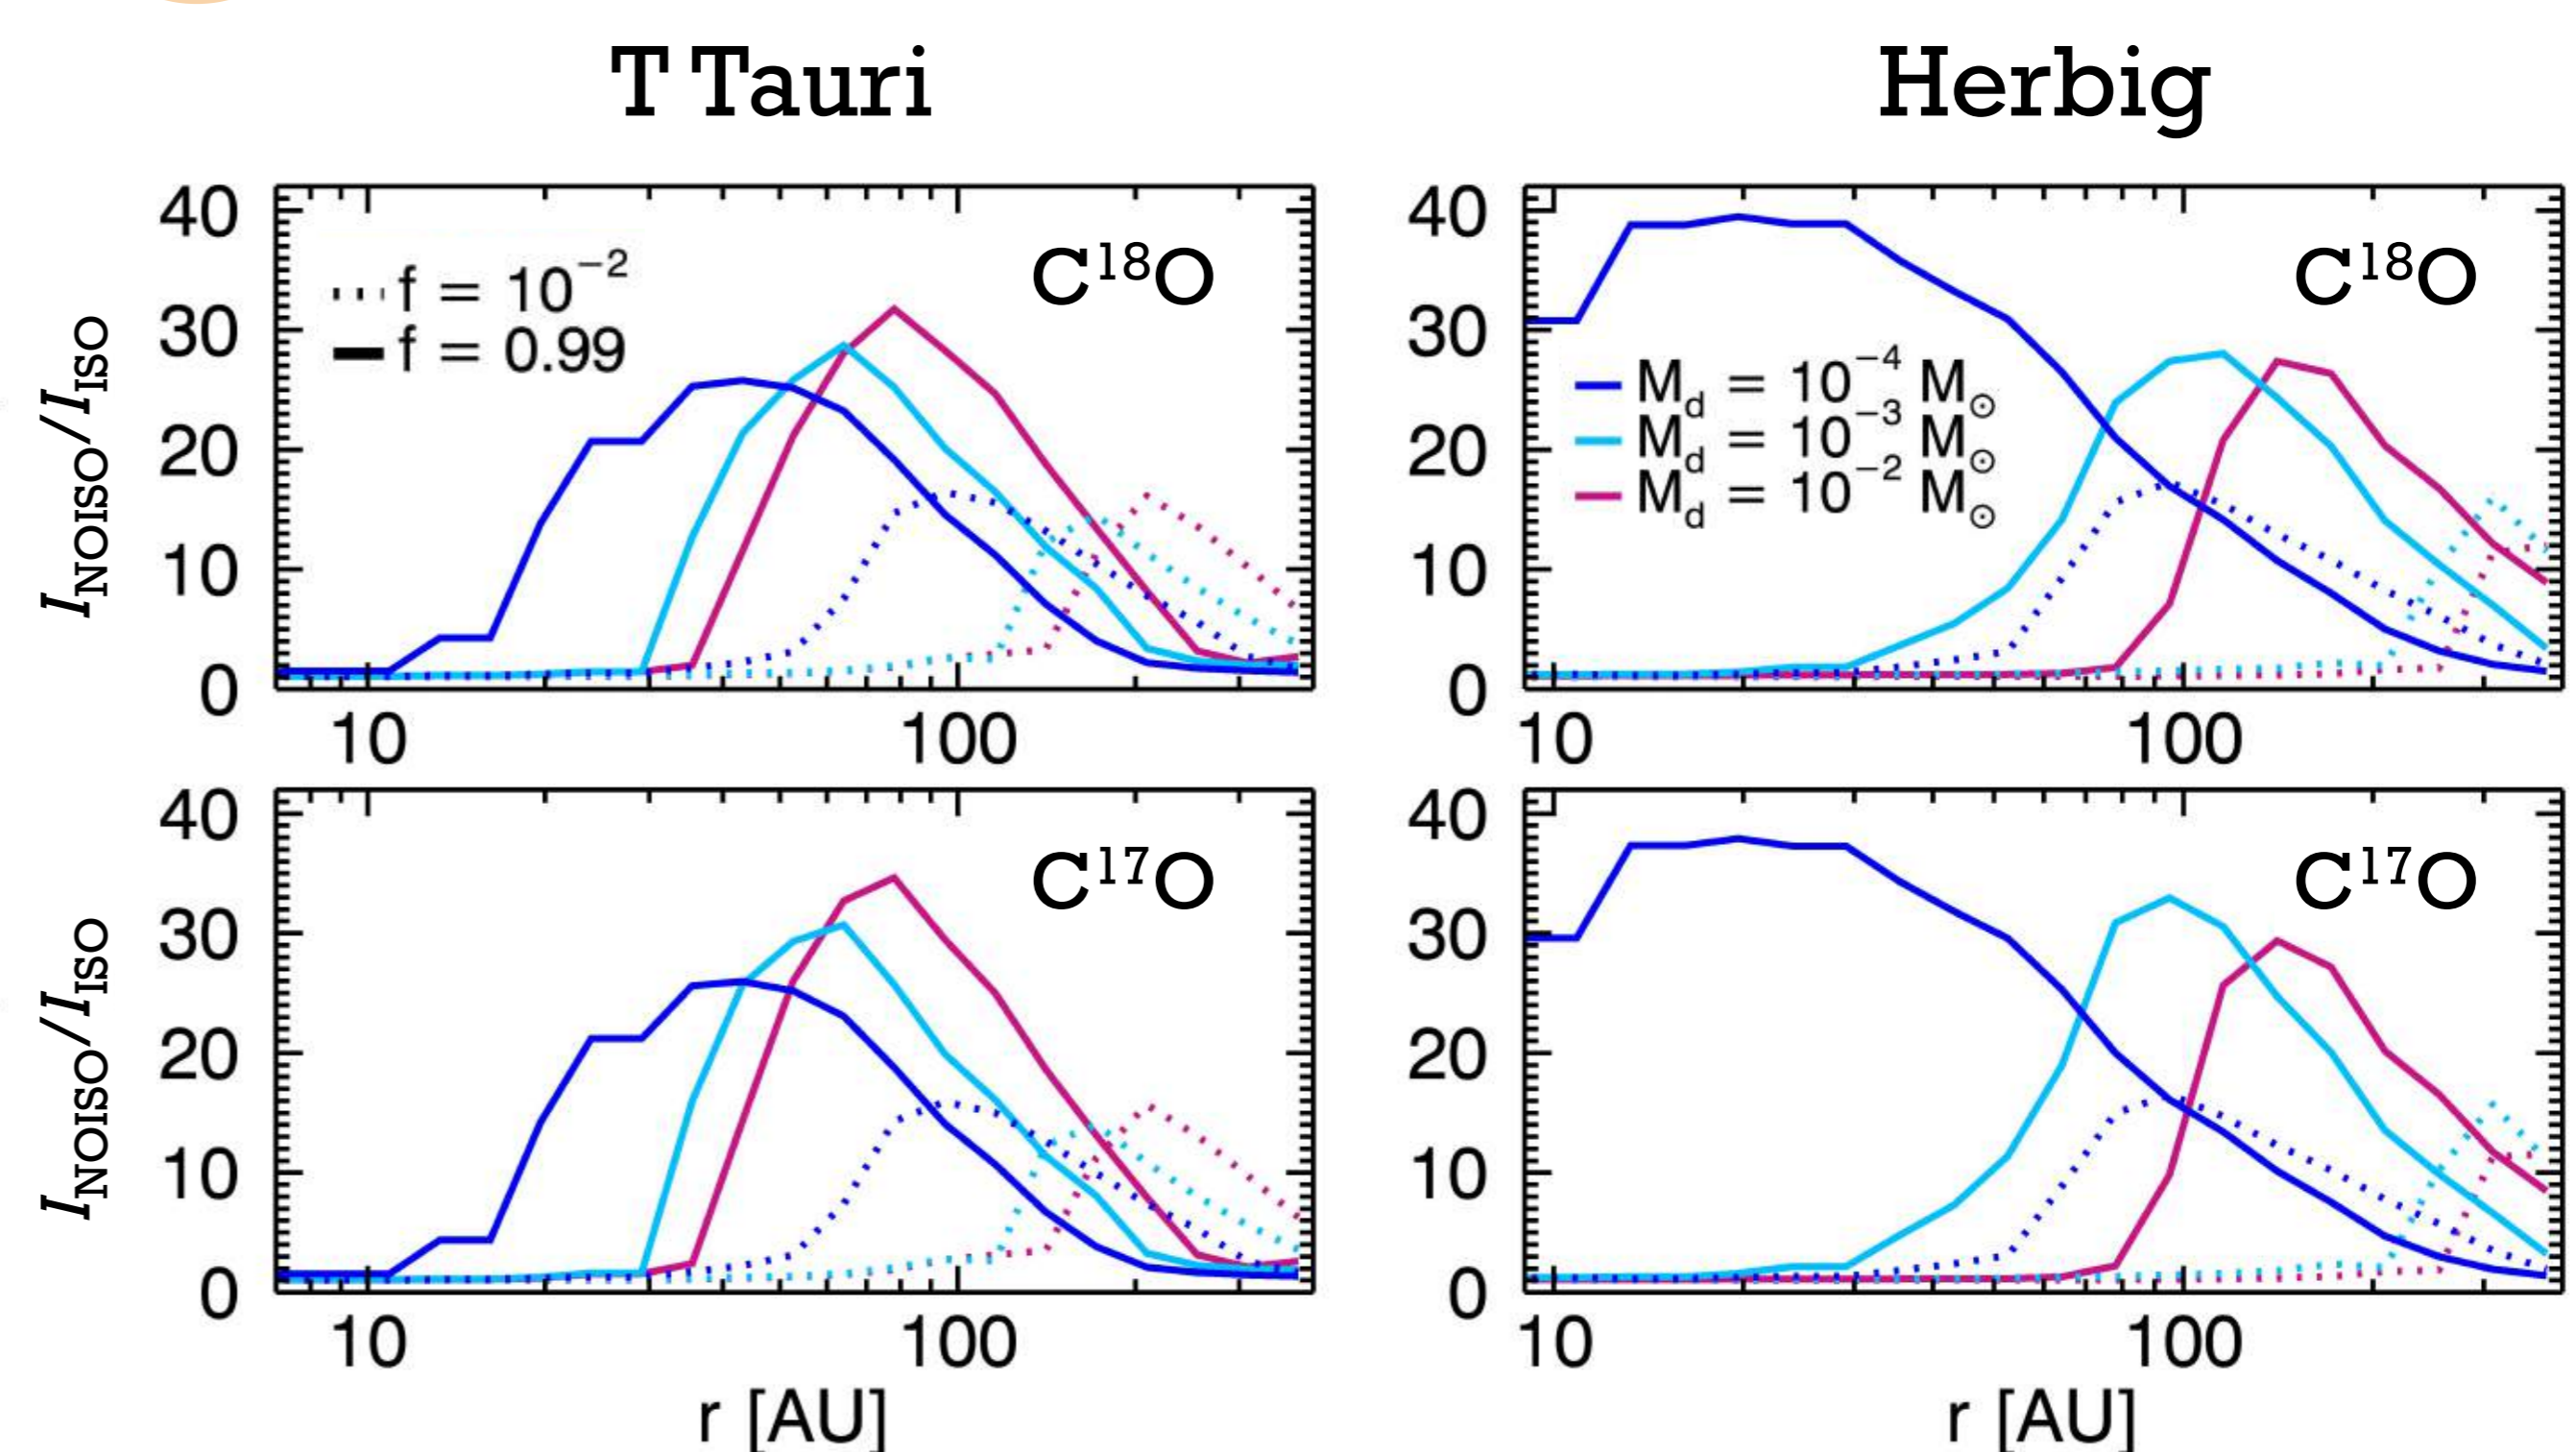 T Tauri
Herbig
I_NOISO/I_ISO
40
30
20
10
0
f = 10^−2
f = 0.99
C^18O
10
100
40
30
20
10
0
C^18O
M_d = 10^−4 M_⊙
M_d = 10^−3 M_⊙
M_d = 10^−2 M_⊙
10
100
I_NOISO/I_ISO
40
30
20
10
0
C^17O
10
100
r [AU]
40
30
20
10
0
C^17O
10
100
r [AU]